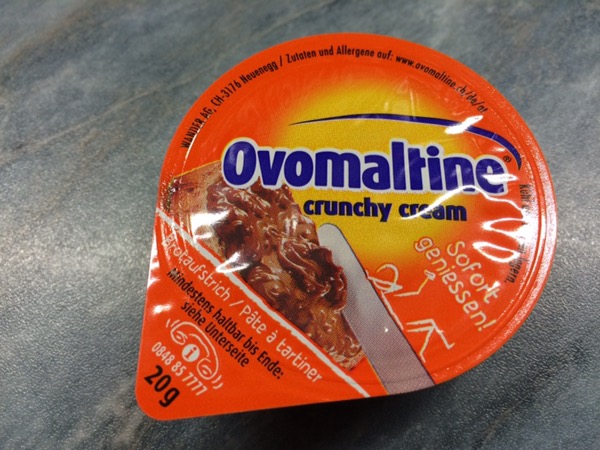 WANDER AG, CH-3176 Neuenegg / Zutaten und Allergene auf: www.ovomaltine.ch/de/at
Ovomaltine®
crunchy cream
Sofort
geniessen!
Brotaufstrich / Pâte à tartiner
Mindestens haltbar bis Ende:
siehe Unterseite
i
0848 85 7777
20g